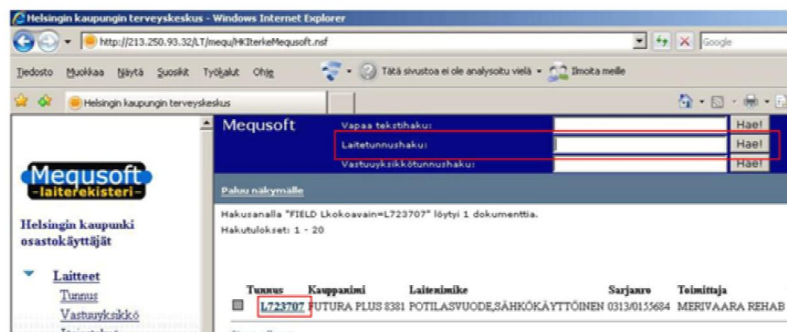 Helsingin kaupungin terveyskeskus - Windows Internet Explorer
http://213.250.93.32/LT/mequ/HKIterkeMequsoft.nsf
Google
Tiedosto Muokkaa Näytä Suosikit Työkalut Ohje
Tätä sivustoa ei ole analysoitu vielä
Ilmoita meille
Helsingin kaupungin terveyskeskus
Mequsoft
Vapaa tekstihaku:
Hae!
Laitetunnushaku:
Hae!
Vastuuyksikkötunnushaku:
Hae!
Mequsoft
-laiterekisteri-
Paluu näkymälle
Helsingin kaupunki
osastokäyttäjät
Hakusanalla "FIELD Lkokoavain=L723707" löytyi 1 dokumenttia.
Hakutulokset: 1 - 20
Laitteet
Tunnus
Vastuuyksikkö
Tunnus Kauppanimi Laitenimike Sarjanro Toimittaja
L723707 FUTURA PLUS 8381 POTILASVUODE,SÄHKÖKÄYTTÖINEN 0313/0155684 MERIVAARA REHAB